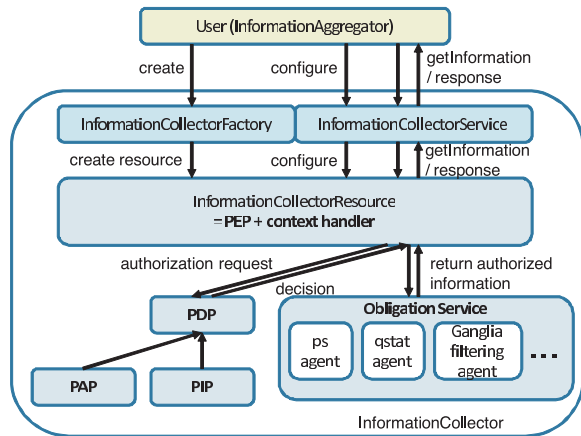 User (InformationAggregator)
create
configure
getInformation
/ response
InformationCollectorFactory
InformationCollectorService
create resource
configure
getInformation
/ response
InformationCollectorResource
= PEP + context handler
authorization request
decision
return authorized
information
PDP
Obligation Service
ps
agent
qstat
agent
Ganglia
filtering
agent
...
PAP
PIP
InformationCollector